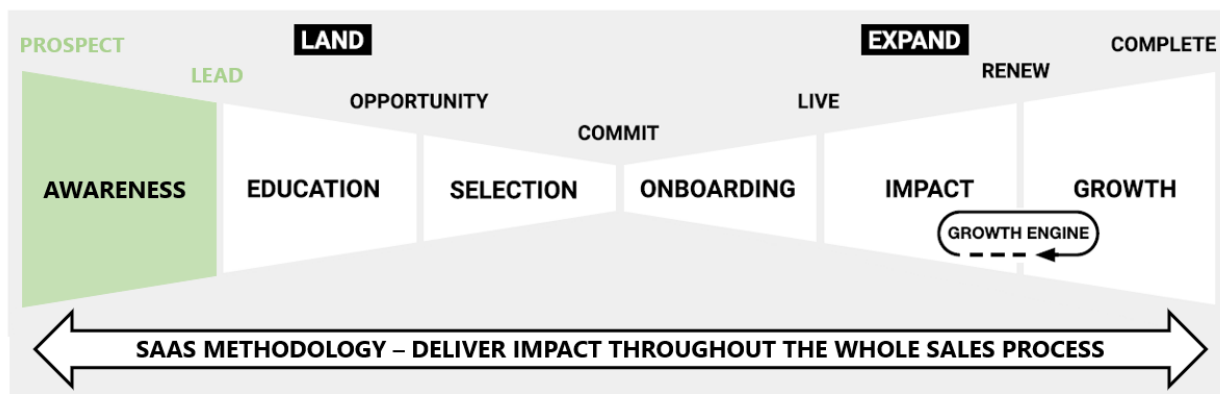 PROSPECT
LAND
EXPAND
COMPLETE
LEAD
RENEW
OPPORTUNITY
LIVE
COMMIT
AWARENESS
EDUCATION
SELECTION
ONBOARDING
IMPACT
GROWTH
GROWTH ENGINE
SAAS METHODOLOGY – DELIVER IMPACT THROUGHOUT THE WHOLE SALES PROCESS